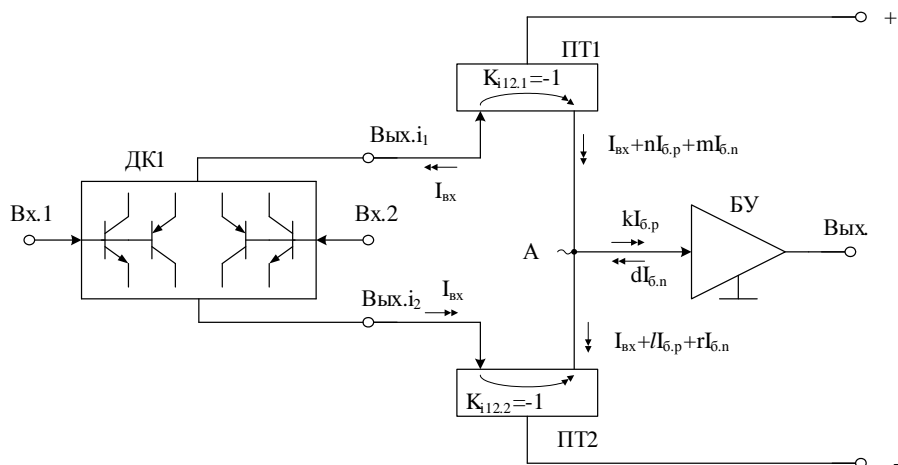 +
ПТ1
K_i12.1=-1
Вых.i₁
I_вх+nI_б.p+mI_б.n
ДК1
I_вх
Вх.1
Вх.2
kI_б.p
БУ
Вых.
A
dI_б.n
Вых.i₂
I_вх
I_вх+lI_б.p+rI_б.n
K_i12.2=-1
ПТ2
-